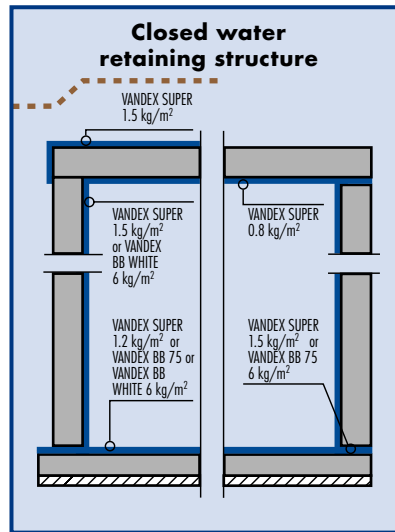 Closed water
retaining structure
VANDEX SUPER
1.5 kg/m²
VANDEX SUPER
1.5 kg/m²
or VANDEX
BB WHITE
6 kg/m²
VANDEX SUPER
0.8 kg/m²
VANDEX SUPER
1.2 kg/m² or
VANDEX BB 75 or
VANDEX BB
WHITE 6 kg/m²
VANDEX SUPER
1.5 kg/m² or
VANDEX BB 75
6 kg/m²